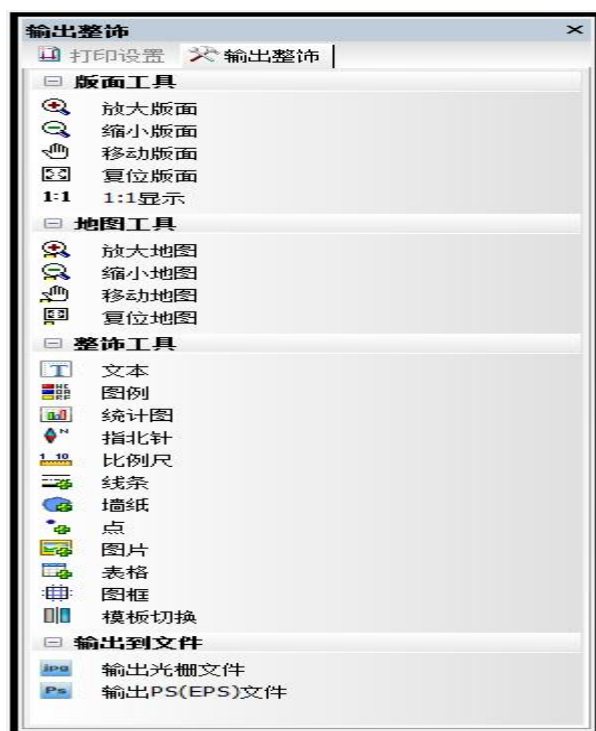 输出整饰
打印设置 输出整饰
版面工具
放大版面
缩小版面
移动版面
复位版面
1:1 1:1显示
地图工具
放大地图
缩小地图
移动地图
复位地图
整饰工具
T 文本
图例
统计图
N 指北针
1 10 比例尺
线条
墙纸
点
图片
表格
图框
模板切换
输出到文件
jpg 输出光栅文件
Ps 输出PS(EPS)文件